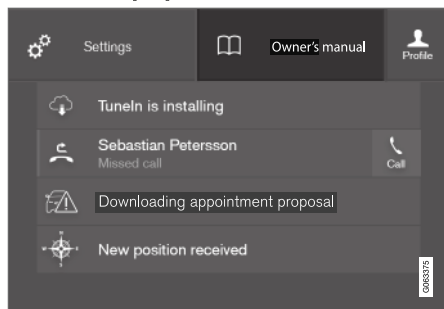 Settings
Owner's manual
Profile
TuneIn is installing
Sebastian Petersson
Missed call
Call
Downloading appointment proposal
New position received
G063375